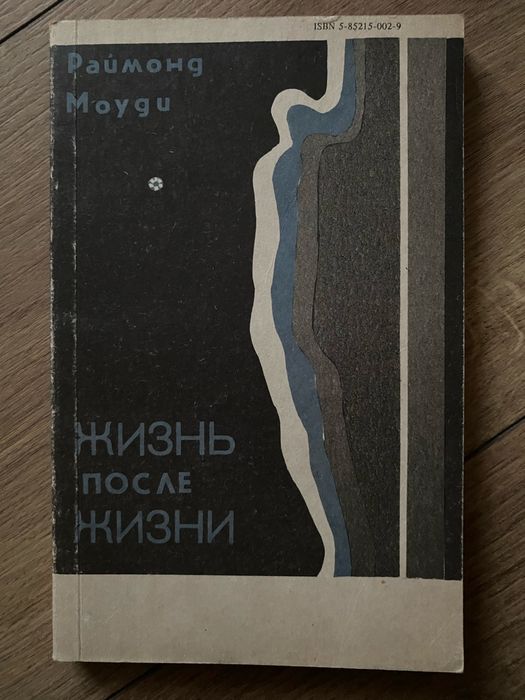 ISBN 5-85215-002-9
Раймонд
Моуди
ЖИЗНЬ
ПОСЛЕ
ЖИЗНИ